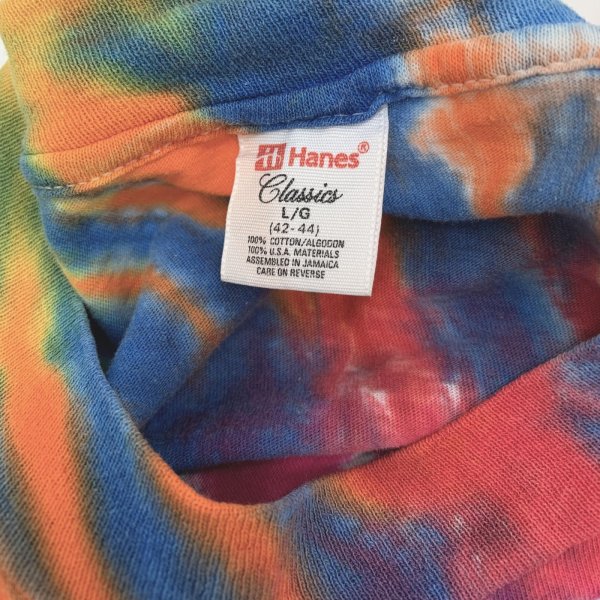 Hanes®
Classics
L/G
(42-44)
100% COTTON/ALGODON
100% U.S.A. MATERIALS
ASSEMBLED IN JAMAICA
CARE ON REVERSE